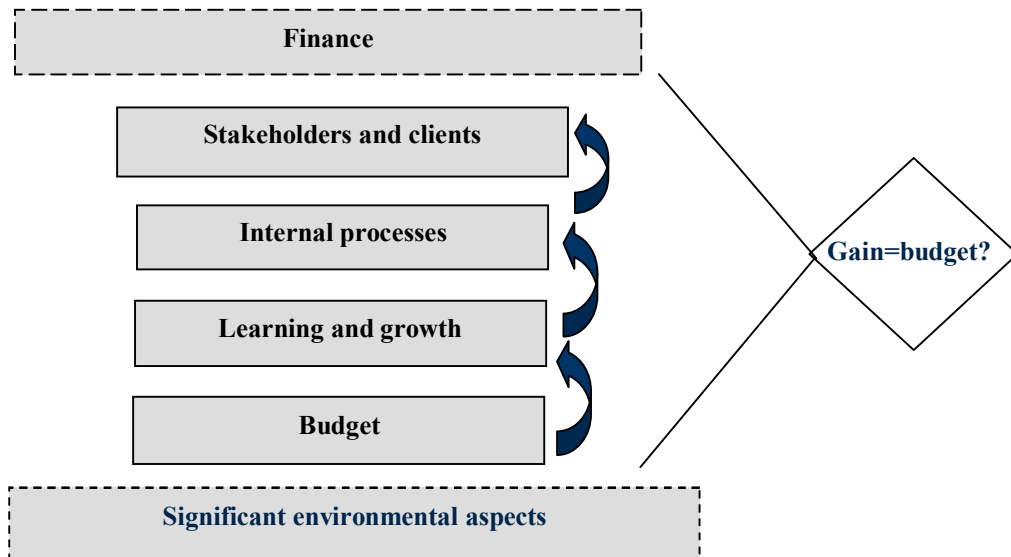 Finance
Stakeholders and clients
Internal processes
Gain=budget?
Learning and growth
Budget
Significant environmental aspects